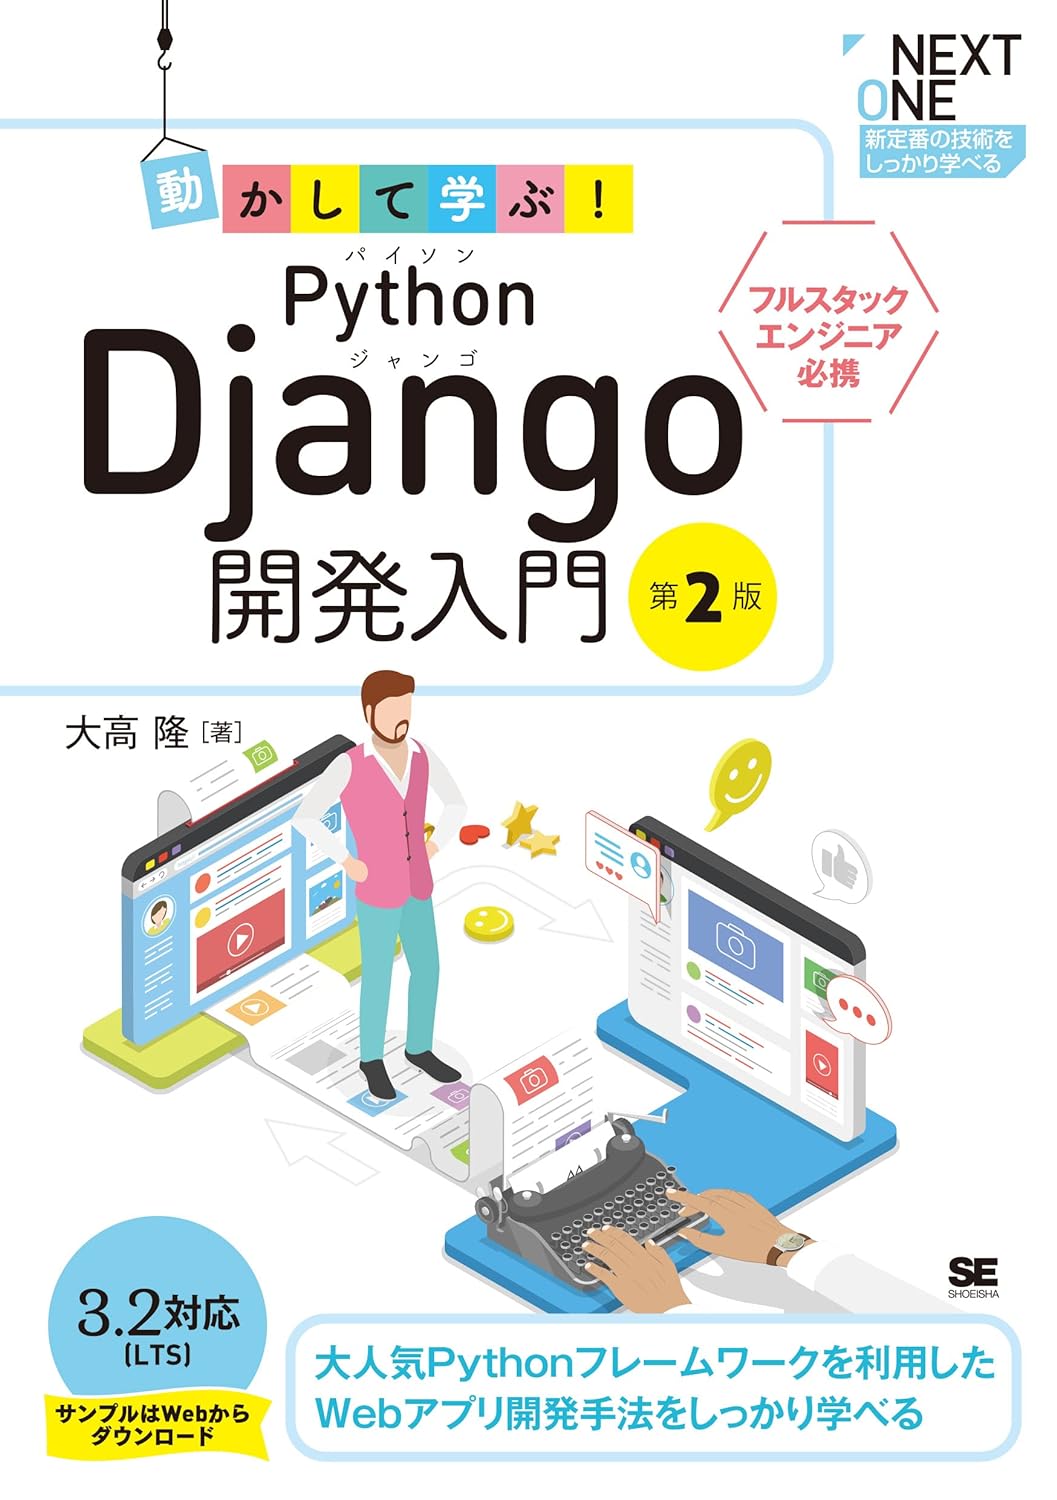 NEXT
ONE
新定番の技術を
しっかり学べる
動かして学ぶ！
パイソン
Python
ジャンゴ
Django
開発入門
第2版
フルスタック
エンジニア
必携
大高 隆［著］
3.2対応
(LTS)
サンプルはWebから
ダウンロード
SE
SHOEISHA
大人気Pythonフレームワークを利用した
Webアプリ開発手法をしっかり学べる